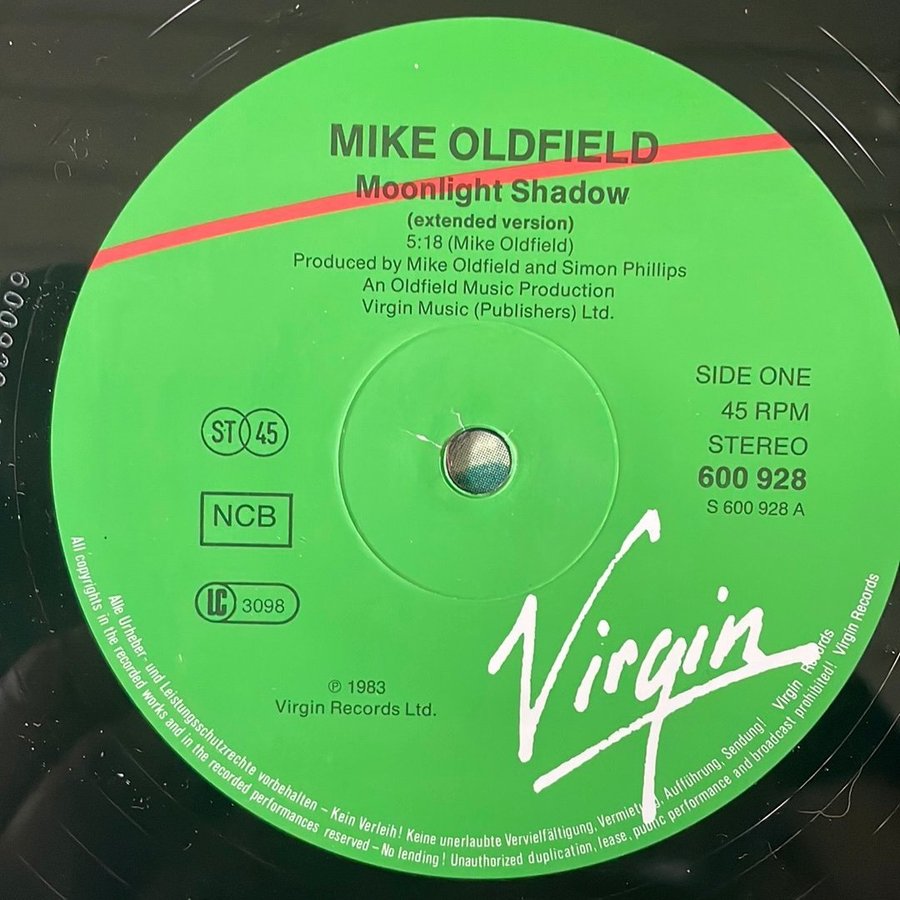 MIKE OLDFIELD
Moonlight Shadow
(extended version)
5:18 (Mike Oldfield)
Produced by Mike Oldfield and Simon Phillips
An Oldfield Music Production
Virgin Music (Publishers) Ltd.
SIDE ONE
45 RPM
STEREO
600 928
S 600 928 A
ST 45
NCB
LC 3098
Virgin
℗ 1983
Virgin Records Ltd.
Alle Urheber- und Leistungsschutzrechte vorbehalten – Kein Verleih! Keine unerlaubte Vervielfältigung, Vermietung, Aufführung, Sendung! Virgin Records
All copyrights in the recorded works and in the recorded performances reserved – No lending! Unauthorized duplication, lease, public performance and broadcast prohibited! Virgin Records